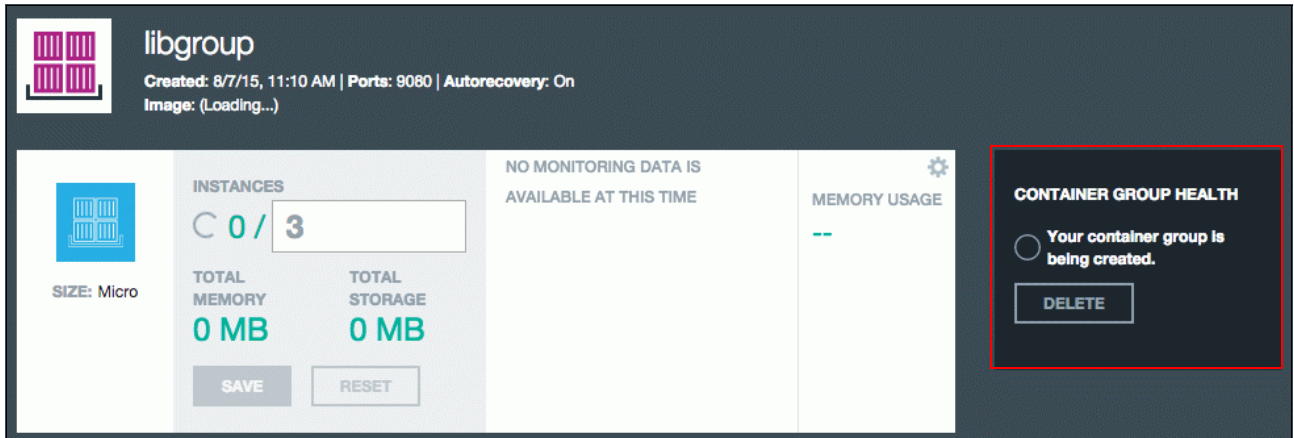 libgroup
Created: 8/7/15, 11:10 AM | Ports: 9080 | Autorecovery: On
Image: (Loading...)
SIZE: Micro
INSTANCES
0 / 3
TOTAL
MEMORY
0 MB
TOTAL
STORAGE
0 MB
SAVE
RESET
NO MONITORING DATA IS
AVAILABLE AT THIS TIME
MEMORY USAGE
--
CONTAINER GROUP HEALTH
Your container group is
being created.
DELETE